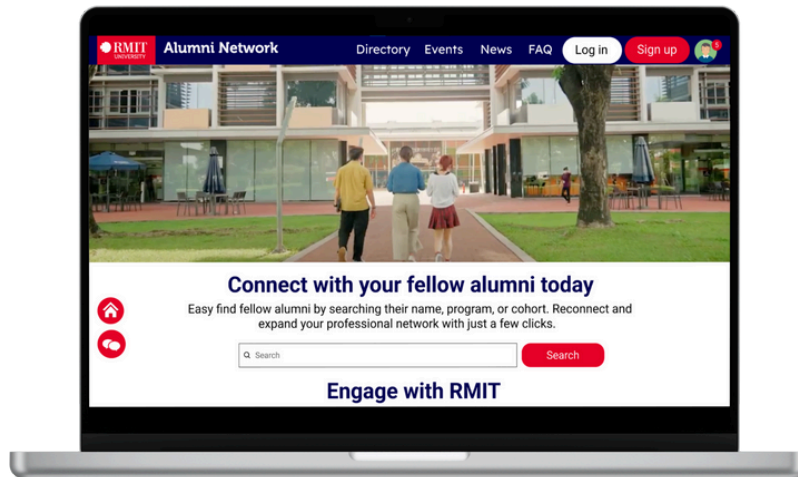 RMIT
UNIVERSITY
Alumni Network
Directory Events News FAQ Log in Sign up 5
Connect with your fellow alumni today
Easy find fellow alumni by searching their name, program, or cohort. Reconnect and
expand your professional network with just a few clicks.
Search Search
Engage with RMIT